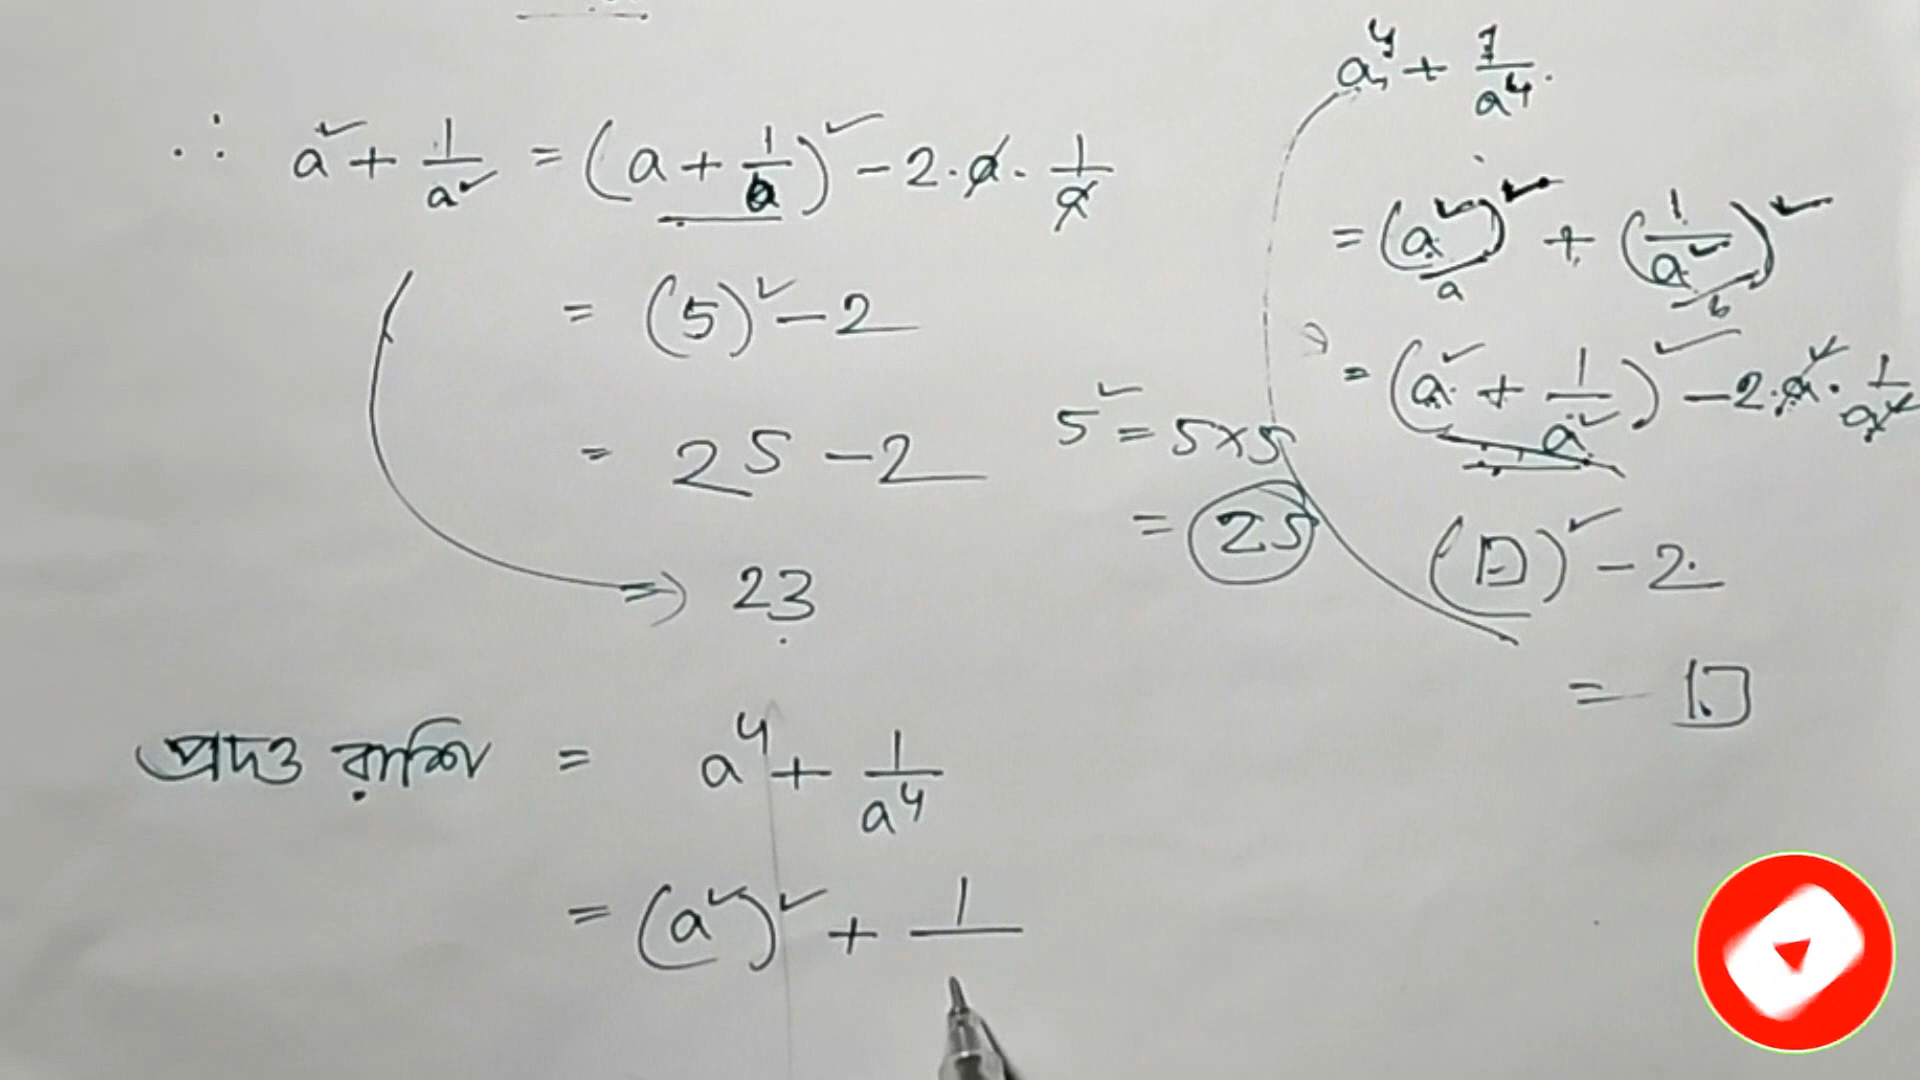 ∴ a² + 1/a² = (a + 1/a)² - 2·a·1/a
= (5)² - 2
= 25 - 2
⇒ 23
প্রদত্ত রাশি = a⁴ + 1/a⁴
= (a²)² + 1
a⁴ + 1/a⁴
= (a²)² + (1/a²)²
a b
= (a² + 1/a²)² - 2·a²·1/a²
5² = 5×5
= 25
(□)² - 2
= □